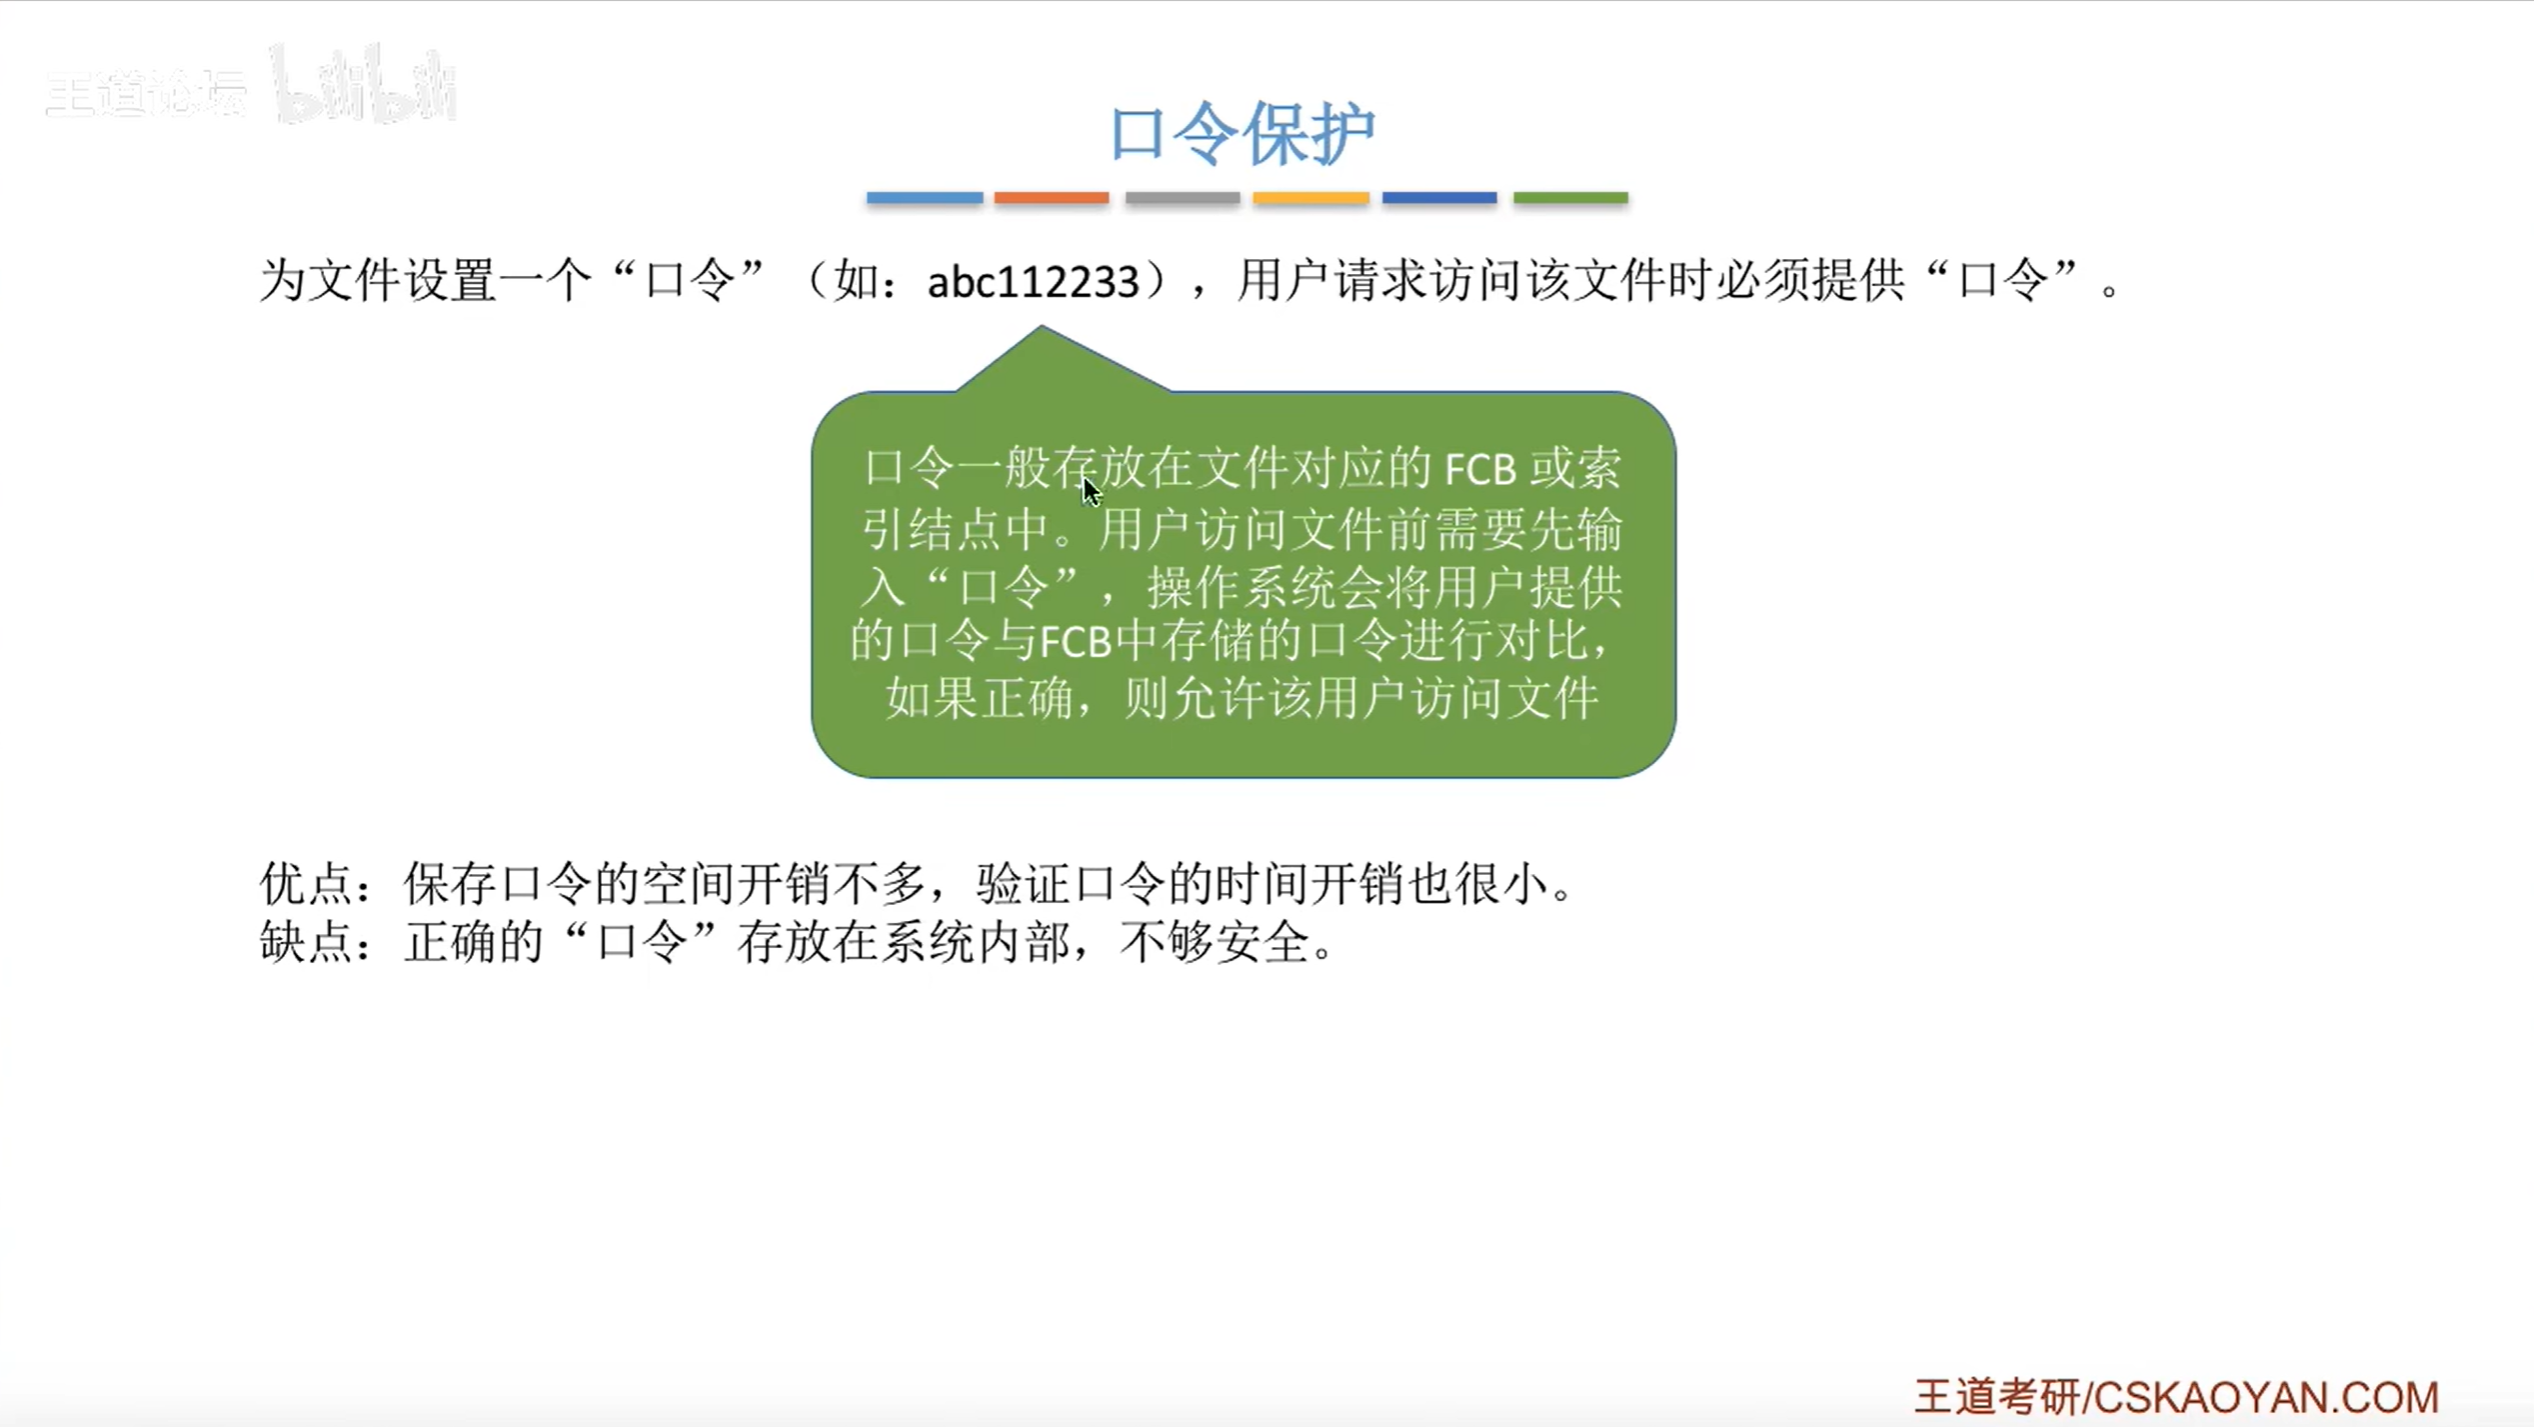 王道论坛 bilibili
口令保护
为文件设置一个“口令”（如：abc112233），用户请求访问该文件时必须提供“口令”。
口令一般存放在文件对应的 FCB 或索
引结点中。用户访问文件前需要先输
入“口令”，操作系统会将用户提供
的口令与FCB中存储的口令进行对比，
如果正确，则允许该用户访问文件
优点：保存口令的空间开销不多，验证口令的时间开销也很小。
缺点：正确的“口令”存放在系统内部，不够安全。
王道考研/CSKAOYAN.COM